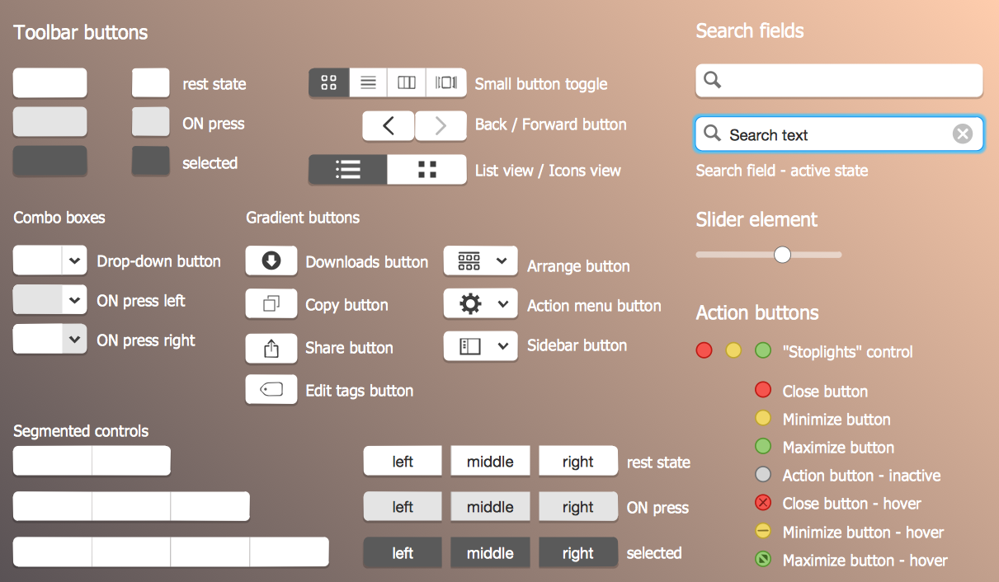 Toolbar buttons
rest state
ON press
selected
Small button toggle
Back / Forward button
List view / Icons view
Combo boxes
Drop-down button
ON press left
ON press right
Gradient buttons
Downloads button
Copy button
Share button
Edit tags button
Arrange button
Action menu button
Sidebar button
Segmented controls
left middle right rest state
left middle right ON press
left middle right selected
Search fields
Search text
Search field - active state
Slider element
Action buttons
"Stoplights" control
Close button
Minimize button
Maximize button
Action button - inactive
Close button - hover
Minimize button - hover
Maximize button - hover